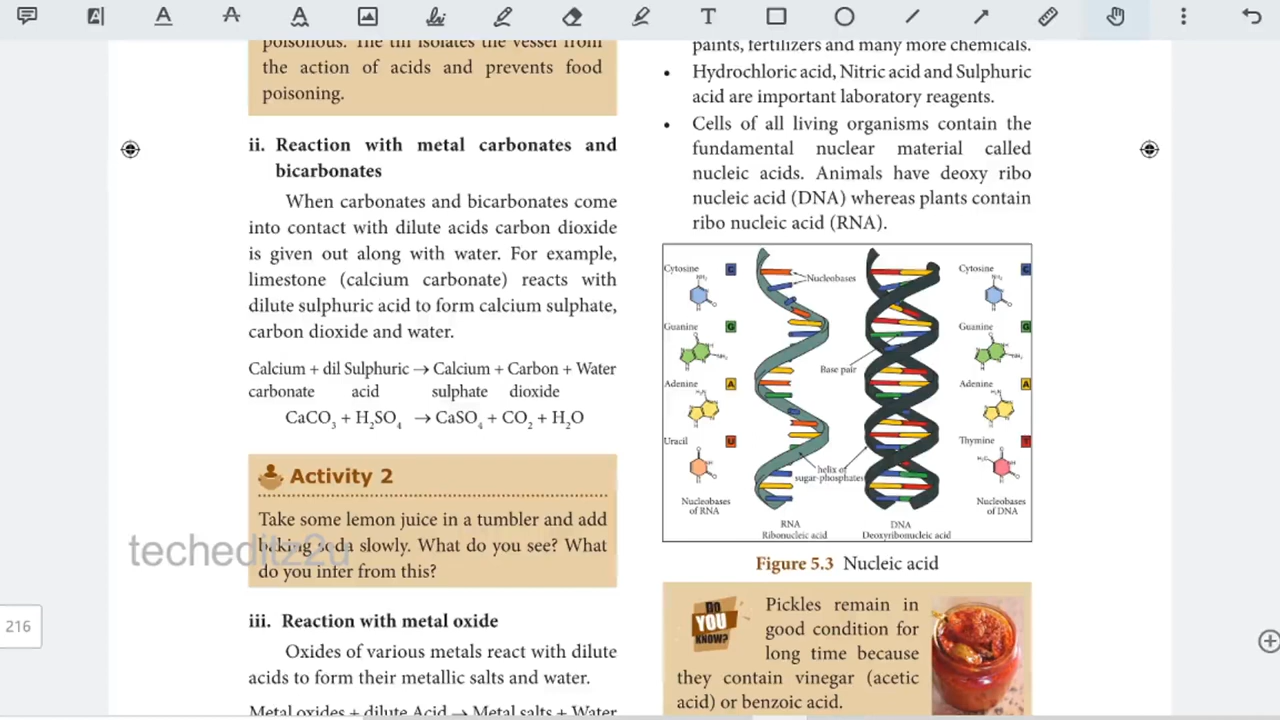 poisonous. The tin isolates the vessel from
the action of acids and prevents food
poisoning.
ii. Reaction with metal carbonates and
bicarbonates
When carbonates and bicarbonates come
into contact with dilute acids carbon dioxide
is given out along with water. For example,
limestone (calcium carbonate) reacts with
dilute sulphuric acid to form calcium sulphate,
carbon dioxide and water.
Calcium + dil Sulphuric → Calcium + Carbon + Water
carbonate acid sulphate dioxide
CaCO₃ + H₂SO₄ → CaSO₄ + CO₂ + H₂O
Activity 2
Take some lemon juice in a tumbler and add
baking soda slowly. What do you see? What
do you infer from this?
techeditz2u
iii. Reaction with metal oxide
Oxides of various metals react with dilute
acids to form their metallic salts and water.
Metal oxides + dilute Acid → Metal salts + Water
216
paints, fertilizers and many more chemicals.
• Hydrochloric acid, Nitric acid and Sulphuric
acid are important laboratory reagents.
• Cells of all living organisms contain the
fundamental nuclear material called
nucleic acids. Animals have deoxy ribo
nucleic acid (DNA) whereas plants contain
ribo nucleic acid (RNA).
Cytosine C
Guanine G
Adenine A
Uracil U
Nucleobases
of RNA
Nucleobases
Base pair
helix of
sugar-phosphates
RNA
Ribonucleic acid
DNA
Deoxyribonucleic acid
Cytosine C
Guanine G
Adenine A
Thymine T
Nucleobases
of DNA
Figure 5.3 Nucleic acid
DO
YOU
KNOW?
Pickles remain in
good condition for
long time because
they contain vinegar (acetic
acid) or benzoic acid.